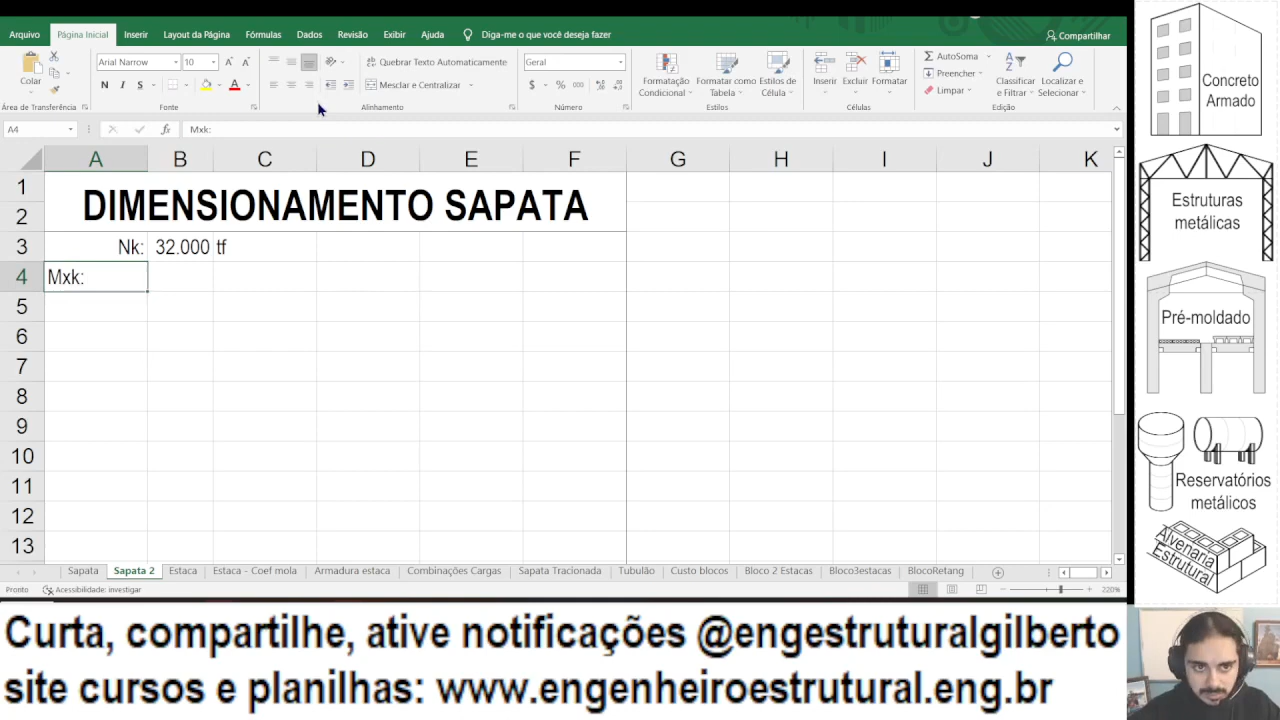 Arquivo Página Inicial Inserir Layout da Página Fórmulas Dados Revisão Exibir Ajuda Diga-me o que você deseja fazer Compartilhar
Arial Narrow 10 Quebrar Texto Automaticamente Geral AutoSoma
Colar Formatação Formatar como Estilos de Inserir Excluir Formatar Preencher Classificar Localizar e
N I S Mesclar e Centralizar Condicional Tabela Célula Limpar e Filtrar Selecionar
Área de Transferência Fonte Alinhamento Número Estilos Células Edição
A4 fx Mxk:
A B C D E F G H I J K
1
DIMENSIONAMENTO SAPATA
2
3 Nk: 32.000 tf
4 Mxk:
5
6
7
8
9
10
11
12
13
Sapata Sapata 2 Estaca Estaca - Coef mola Armadura estaca Combinações Cargas Sapata Tracionada Tubulão Custo blocos Bloco 2 Estacas Bloco3estacas BlocoRetang
Pronto Acessibilidade: investigar 220%
Concreto
Armado
Estruturas
metálicas
Pré-moldado
Reservatórios
metálicos
Alvenaria
Estrutural
Curta, compartilhe, ative notificações @engestruturalgilberto
site cursos e planilhas: www.engenheiroestrutural.eng.br